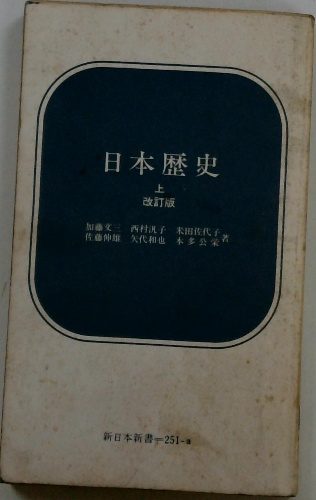 日本歴史
上
改訂版
加藤文三 西村汎子 米田佐代子
佐藤伸雄 矢代和也 本多公栄 著
新日本新書=251-a